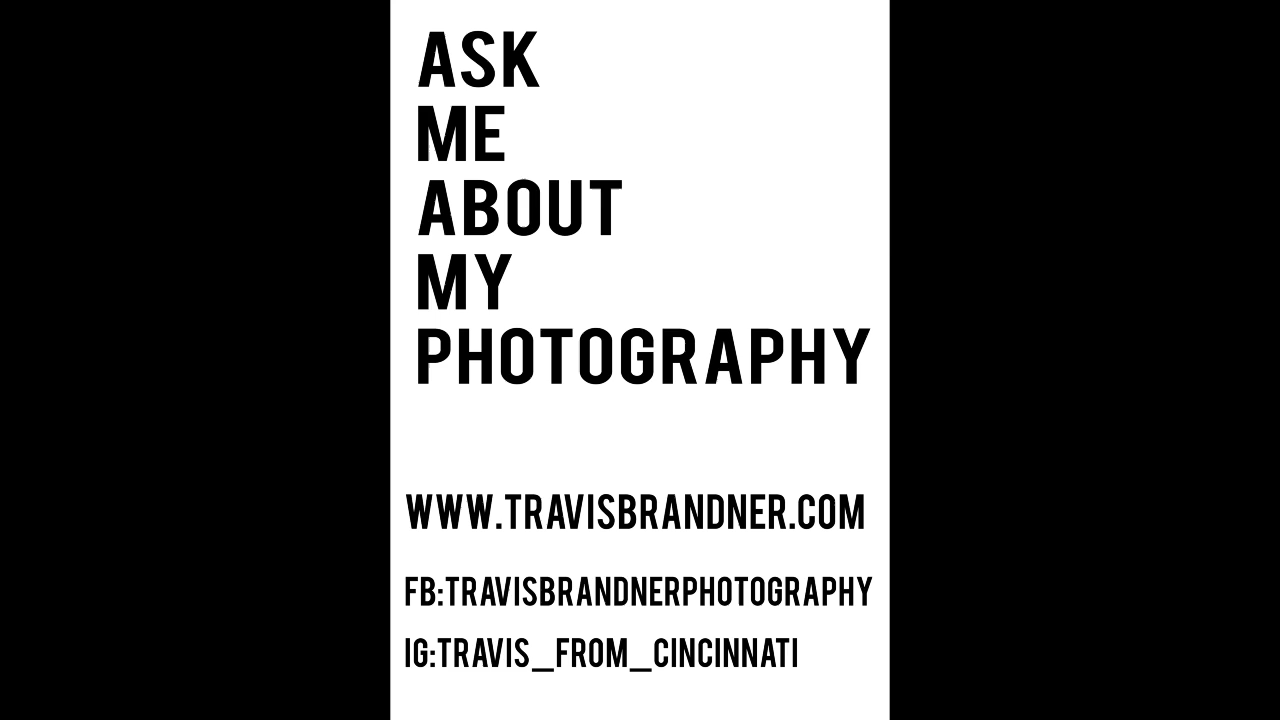 ASK
ME
ABOUT
MY
PHOTOGRAPHY
WWW.TRAVISBRANDNER.COM
FB:TRAVISBRANDNERPHOTOGRAPHY
IG:TRAVIS_FROM_CINCINNATI